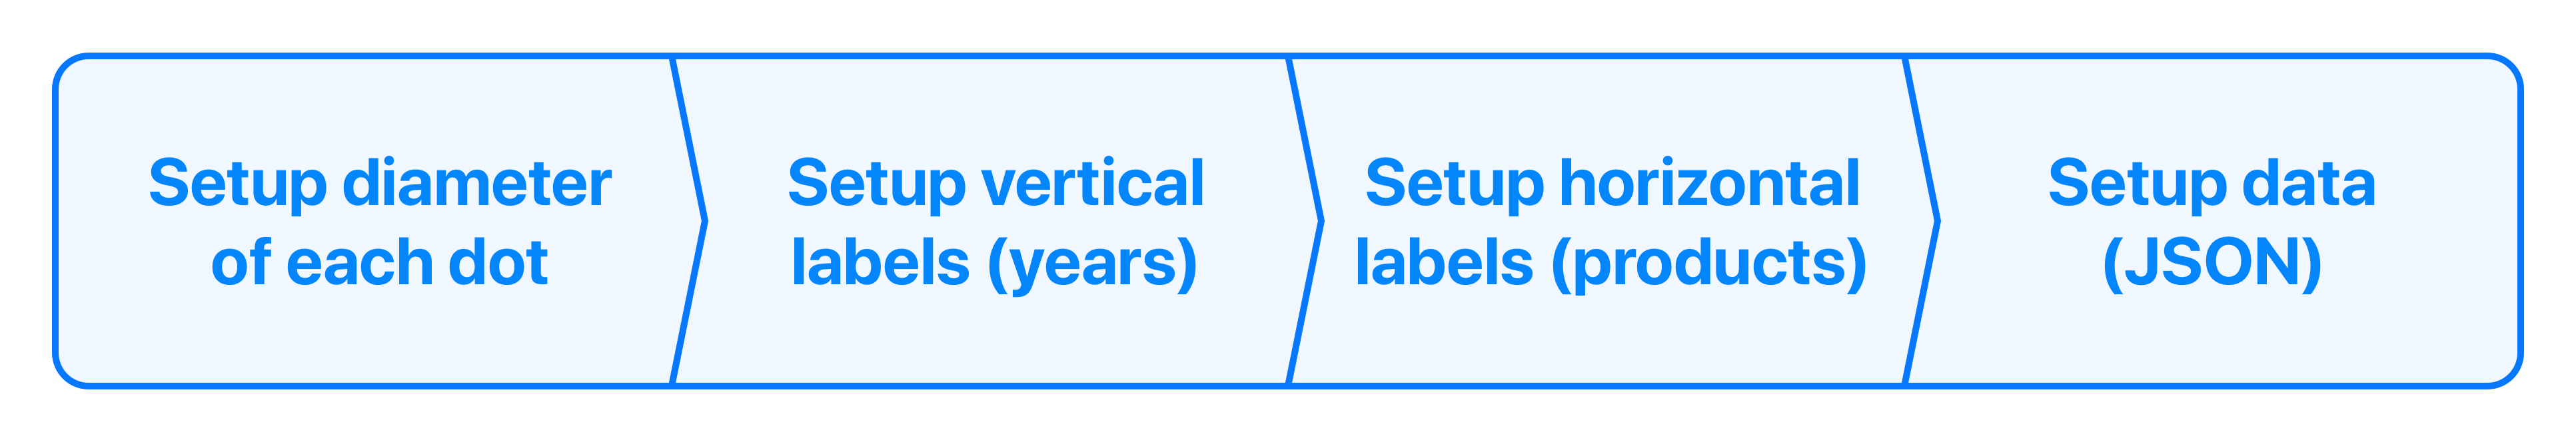 Setup diameter
of each dot
Setup vertical
labels (years)
Setup horizontal
labels (products)
Setup data
(JSON)